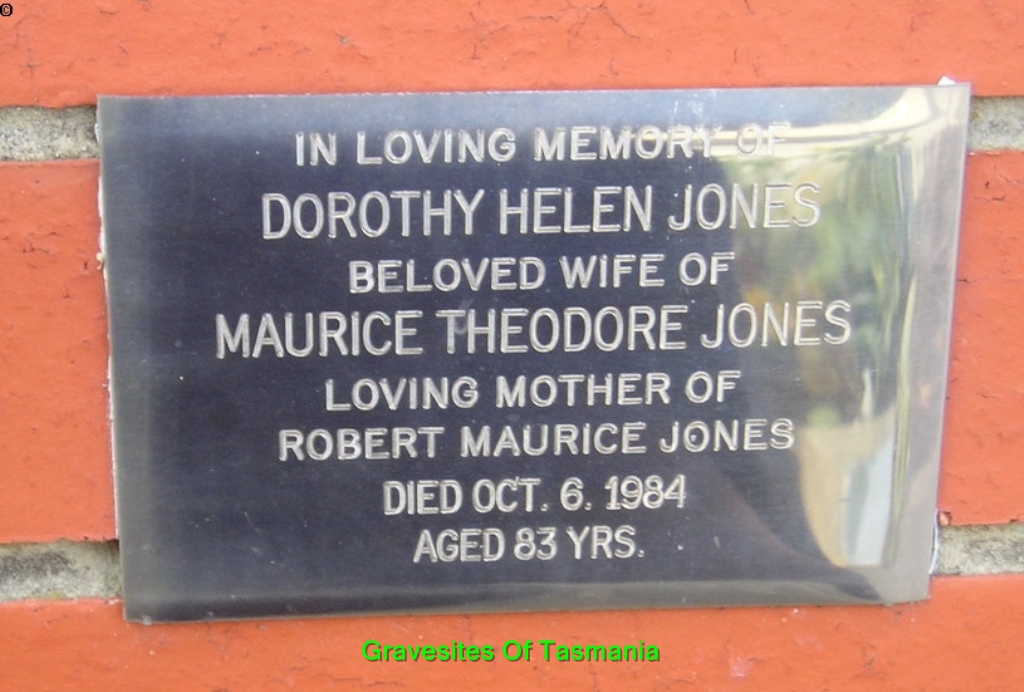 ©
IN LOVING MEMORY OF
DOROTHY HELEN JONES
BELOVED WIFE OF
MAURICE THEODORE JONES
LOVING MOTHER OF
ROBERT MAURICE JONES
DIED OCT. 6. 1984
AGED 83 YRS.
Gravesites Of Tasmania